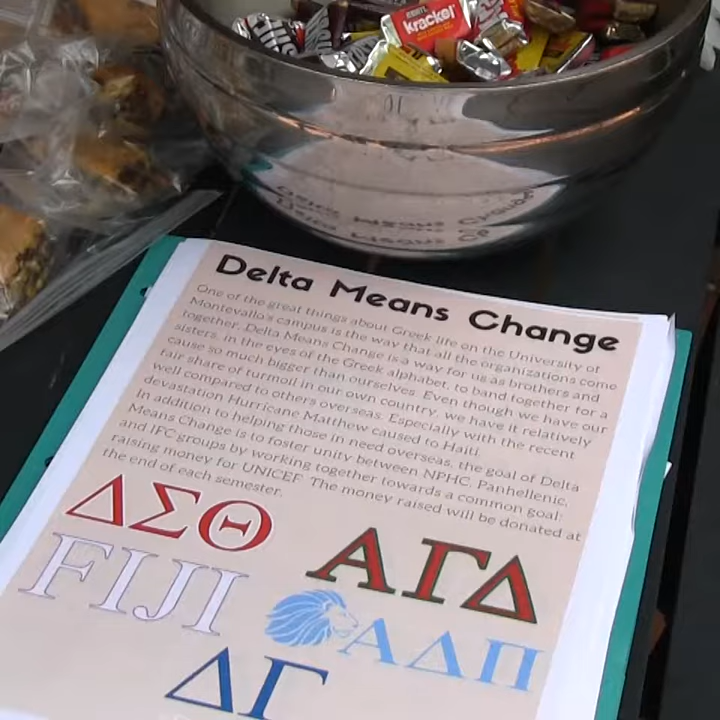 Krackel
Delta Means Change
One of the great things about Greek life on the University of
Montevallo's campus is the way that all the organizations come
together. Delta Means Change is a way for us as brothers and
sisters, in the eyes of the Greek alphabet, to band together for a
cause so much bigger than ourselves. Even though we have our
fair share of turmoil in our own country, we have it relatively
well compared to others overseas. Especially with the recent
devastation Hurricane Matthew caused to Haiti.
In addition to helping those in need overseas, the goal of Delta
Means Change is to foster unity between NPHC, Panhellenic,
and IFC groups by working together towards a common goal:
raising money for UNICEF. The money raised will be donated at
the end of each semester.
ΔΣΘ
ΑΓΔ
FIJI
ΑΔΠ
ΔΓ